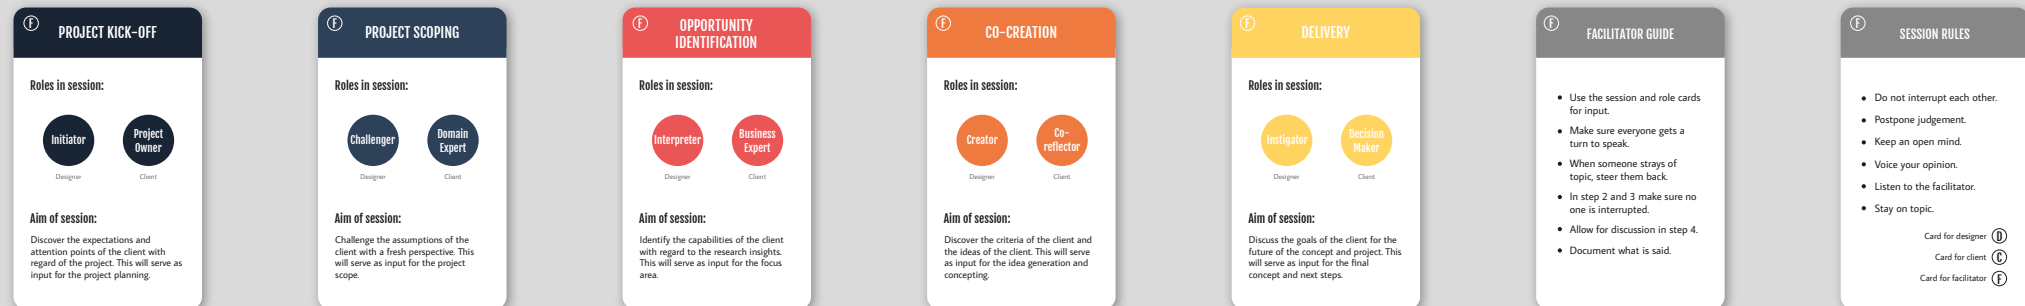 F
PROJECT KICK-OFF
Roles in session:
Initiator
Project
Owner
Designer
Client
Aim of session:
Discover the expectations and
attention points of the client with
regard of the project. This will serve as
input for the project planning.
F
PROJECT SCOPING
Roles in session:
Challenger
Domain
Expert
Designer
Client
Aim of session:
Challenge the assumptions of the
client with a fresh perspective. This
will serve as input for the project
scope.
F
OPPORTUNITY
IDENTIFICATION
Roles in session:
Interpreter
Business
Expert
Designer
Client
Aim of session:
Identify the capabilities of the client
with regard to the research insights.
This will serve as input for the focus
area.
F
CO-CREATION
Roles in session:
Creator
Co-
reflector
Designer
Client
Aim of session:
Discover the criteria of the client and
the ideas of the client. This will serve
as input for the idea generation and
concepting.
F
DELIVERY
Roles in session:
Instigator
Decision
Maker
Designer
Client
Aim of session:
Discuss the goals of the client for the
future of the concept and project. This
will serve as input for the final
concept and next steps.
F
FACILITATOR GUIDE
• Use the session and role cards
for input.
• Make sure everyone gets a
turn to speak.
• When someone strays of
topic, steer them back.
• In step 2 and 3 make sure no
one is interrupted.
• Allow for discussion in step 4.
• Document what is said.
F
SESSION RULES
• Do not interrupt each other.
• Postpone judgement.
• Keep an open mind.
• Voice your opinion.
• Listen to the facilitator.
• Stay on topic.
Card for designer D
Card for client C
Card for facilitator F